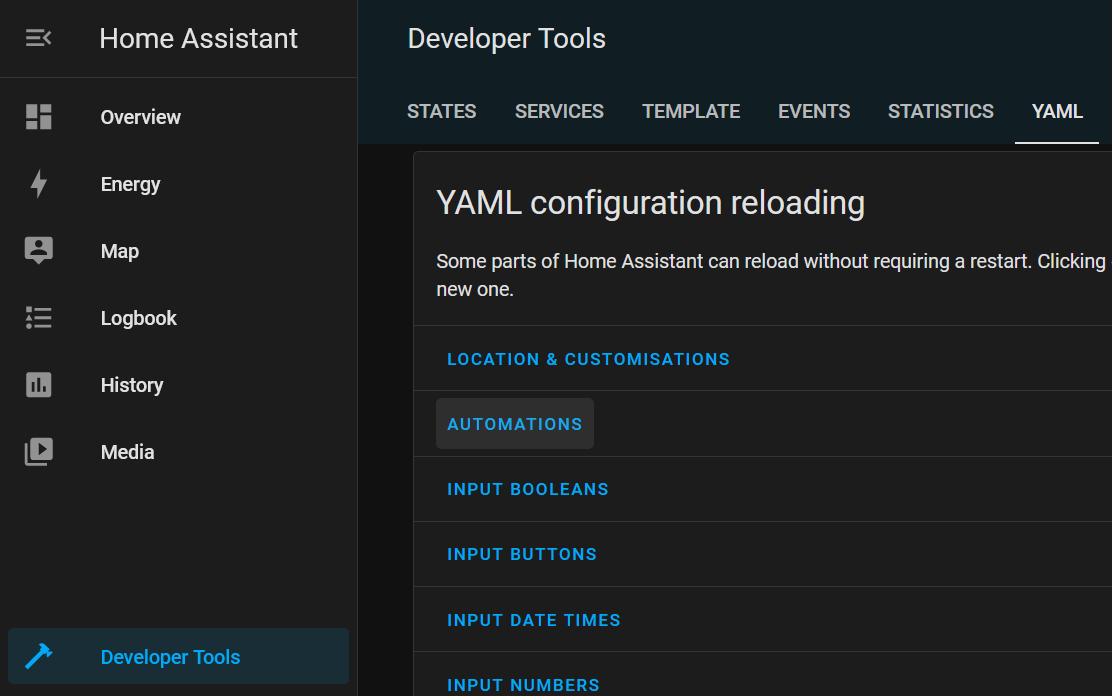 Home Assistant
Overview
Energy
Map
Logbook
History
Media
Developer Tools
Developer Tools
STATES SERVICES TEMPLATE EVENTS STATISTICS YAML
YAML configuration reloading
Some parts of Home Assistant can reload without requiring a restart. Clicking
new one.
LOCATION & CUSTOMISATIONS
AUTOMATIONS
INPUT BOOLEANS
INPUT BUTTONS
INPUT DATE TIMES
INPUT NUMBERS